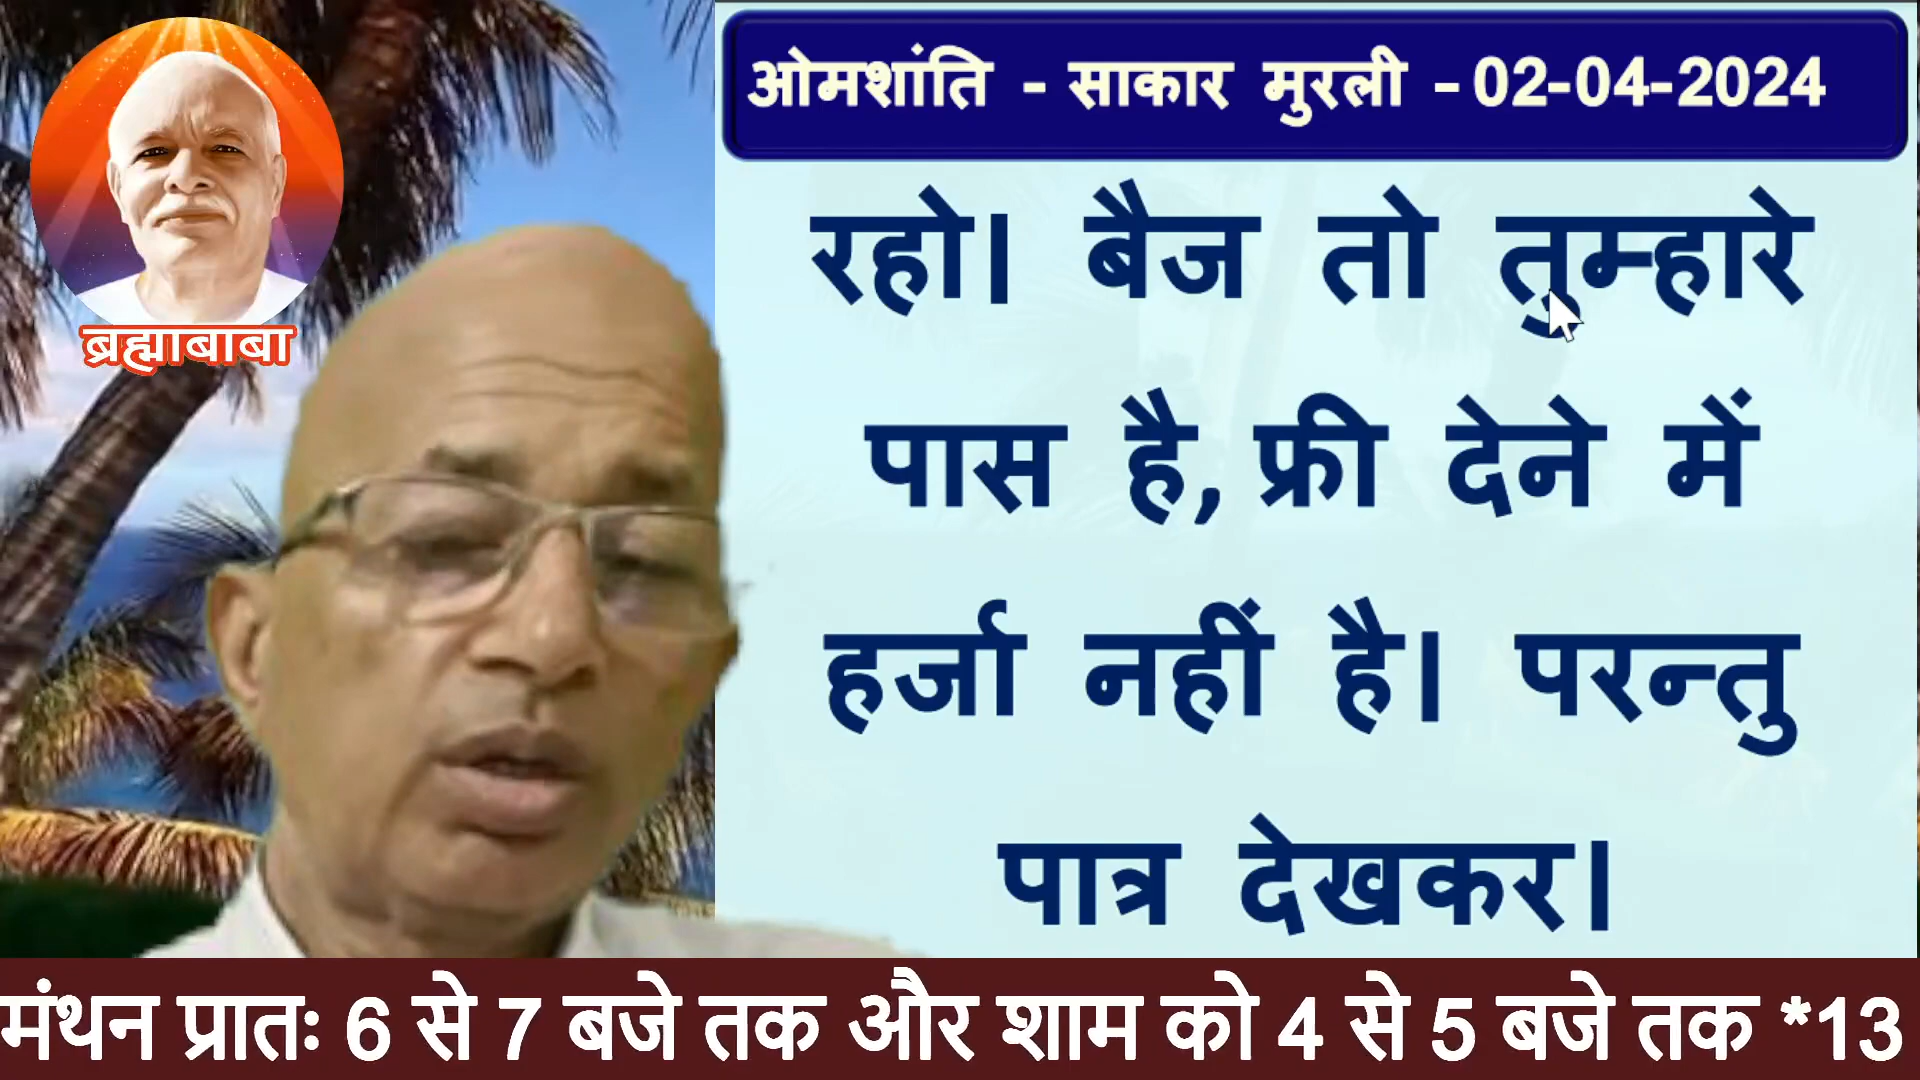 ओमशांति - साकार मुरली - 02-04-2024
ब्रह्माबाबा
रहो। बैज तो तुम्हारे
पास है, फ्री देने में
हर्जा नहीं है। परन्तु
पात्र देखकर।
मंथन प्रातः 6 से 7 बजे तक और शाम को 4 से 5 बजे तक *13